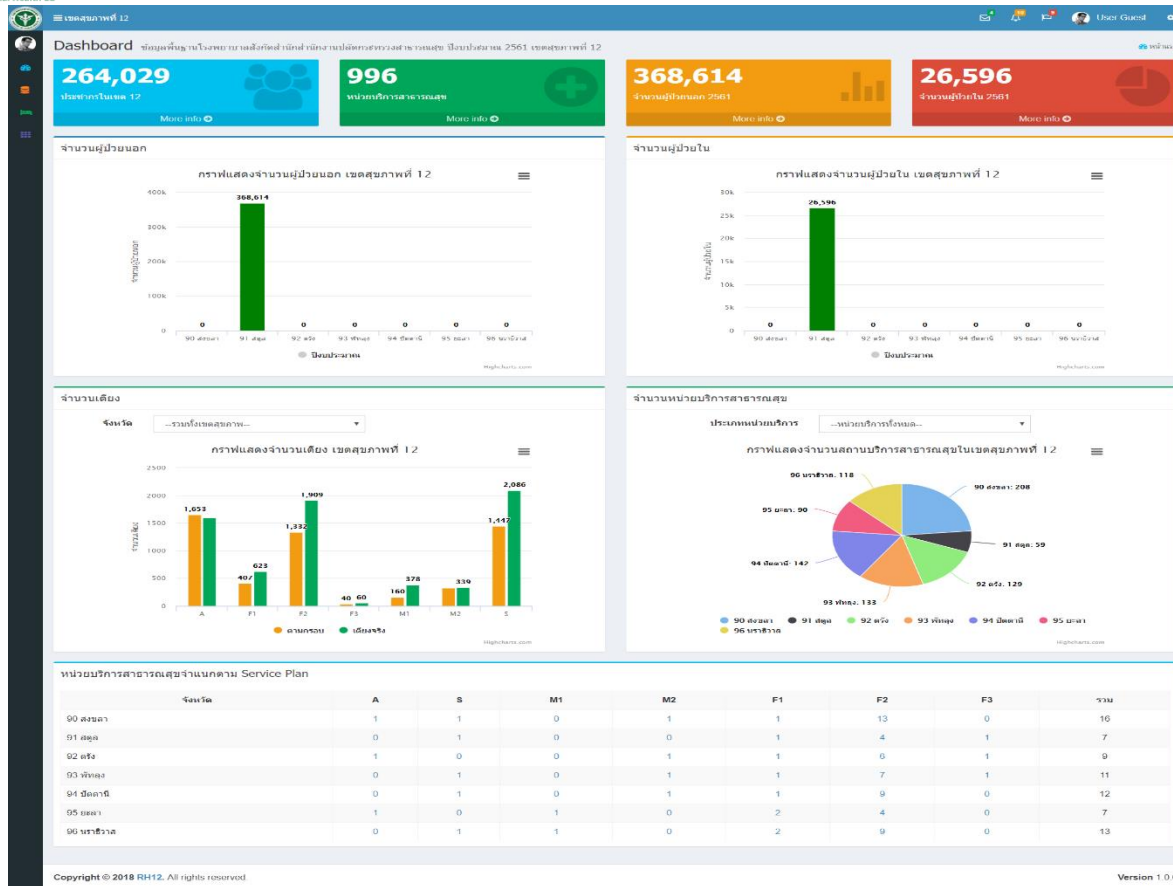 เขตสุขภาพที่ 12
User Guest
Dashboard ข้อมูลพื้นฐานโรงพยาบาลสังกัดสำนักสำนักงานปลัดกระทรวงสาธารณสุข ปีงบประมาณ 2561 เขตสุขภาพที่ 12
264,029
ประชากรในเขต 12
More info
996
หน่วยบริการสาธารณสุข
More info
368,614
จำนวนผู้ป่วยนอก 2561
More info
26,596
จำนวนผู้ป่วยใน 2561
More info
จำนวนผู้ป่วยนอก
กราฟแสดงจำนวนผู้ป่วยนอก เขตสุขภาพที่ 12
จำนวนผู้ป่วยนอก
400k
300k
200k
100k
0
368,614
0 0 0 0 0 0
90 สงขลา 91 สตูล 92 ตรัง 93 พัทลุง 94 ปัตตานี 95 ยะลา 96 นราธิวาส
ปีงบประมาณ
Highcharts.com
จำนวนผู้ป่วยใน
กราฟแสดงจำนวนผู้ป่วยใน เขตสุขภาพที่ 12
จำนวนผู้ป่วยใน
30k
25k
20k
15k
10k
5k
0
26,596
0 0 0 0 0 0
90 สงขลา 91 สตูล 92 ตรัง 93 พัทลุง 94 ปัตตานี 95 ยะลา 96 นราธิวาส
ปีงบประมาณ
Highcharts.com
จำนวนเตียง
จังหวัด --รวมทั้งเขตสุขภาพ--
กราฟแสดงจำนวนเตียง เขตสุขภาพที่ 12
จำนวนเตียง
2500
2000
1500
1000
500
0
1,653
407 623
1,332 1,909
40 60
160 378
339
1,447 2,086
A F1 F2 F3 M1 M2 S
ตามกรอบ เตียงจริง
Highcharts.com
จำนวนหน่วยบริการสาธารณสุข
ประเภทหน่วยบริการ --หน่วยบริการทั้งหมด--
กราฟแสดงจำนวนสถานบริการสาธารณสุขในเขตสุขภาพที่ 12
96 นราธิวาส: 118
90 สงขลา: 208
95 ยะลา: 90
91 สตูล: 59
94 ปัตตานี: 142
92 ตรัง: 129
93 พัทลุง: 133
90 สงขลา 91 สตูล 92 ตรัง 93 พัทลุง 94 ปัตตานี 95 ยะลา
96 นราธิวาส
Highcharts.com
หน่วยบริการสาธารณสุขจำแนกตาม Service Plan
จังหวัด A S M1 M2 F1 F2 F3 รวม
90 สงขลา 1 1 0 1 1 13 0 16
91 สตูล 0 1 0 0 1 4 1 7
92 ตรัง 1 0 0 1 1 6 1 9
93 พัทลุง 0 1 0 1 1 7 1 11
94 ปัตตานี 0 1 0 1 1 9 0 12
95 ยะลา 1 0 1 0 2 4 0 7
96 นราธิวาส 0 1 1 0 2 9 0 13
Copyright © 2018 RH12. All rights reserved
Version 1.0